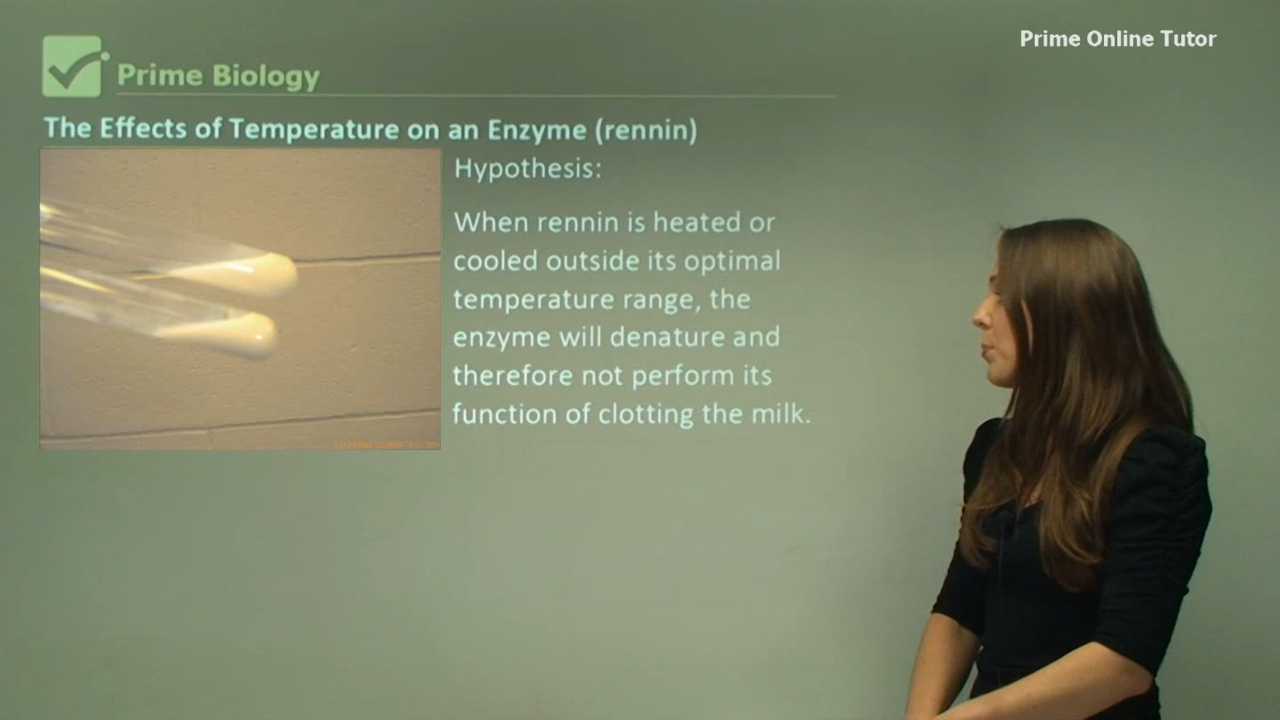 Prime Online Tutor
Prime Biology
The Effects of Temperature on an Enzyme (rennin)
Hypothesis:
When rennin is heated or
cooled outside its optimal
temperature range, the
enzyme will denature and
therefore not perform its
function of clotting the milk.